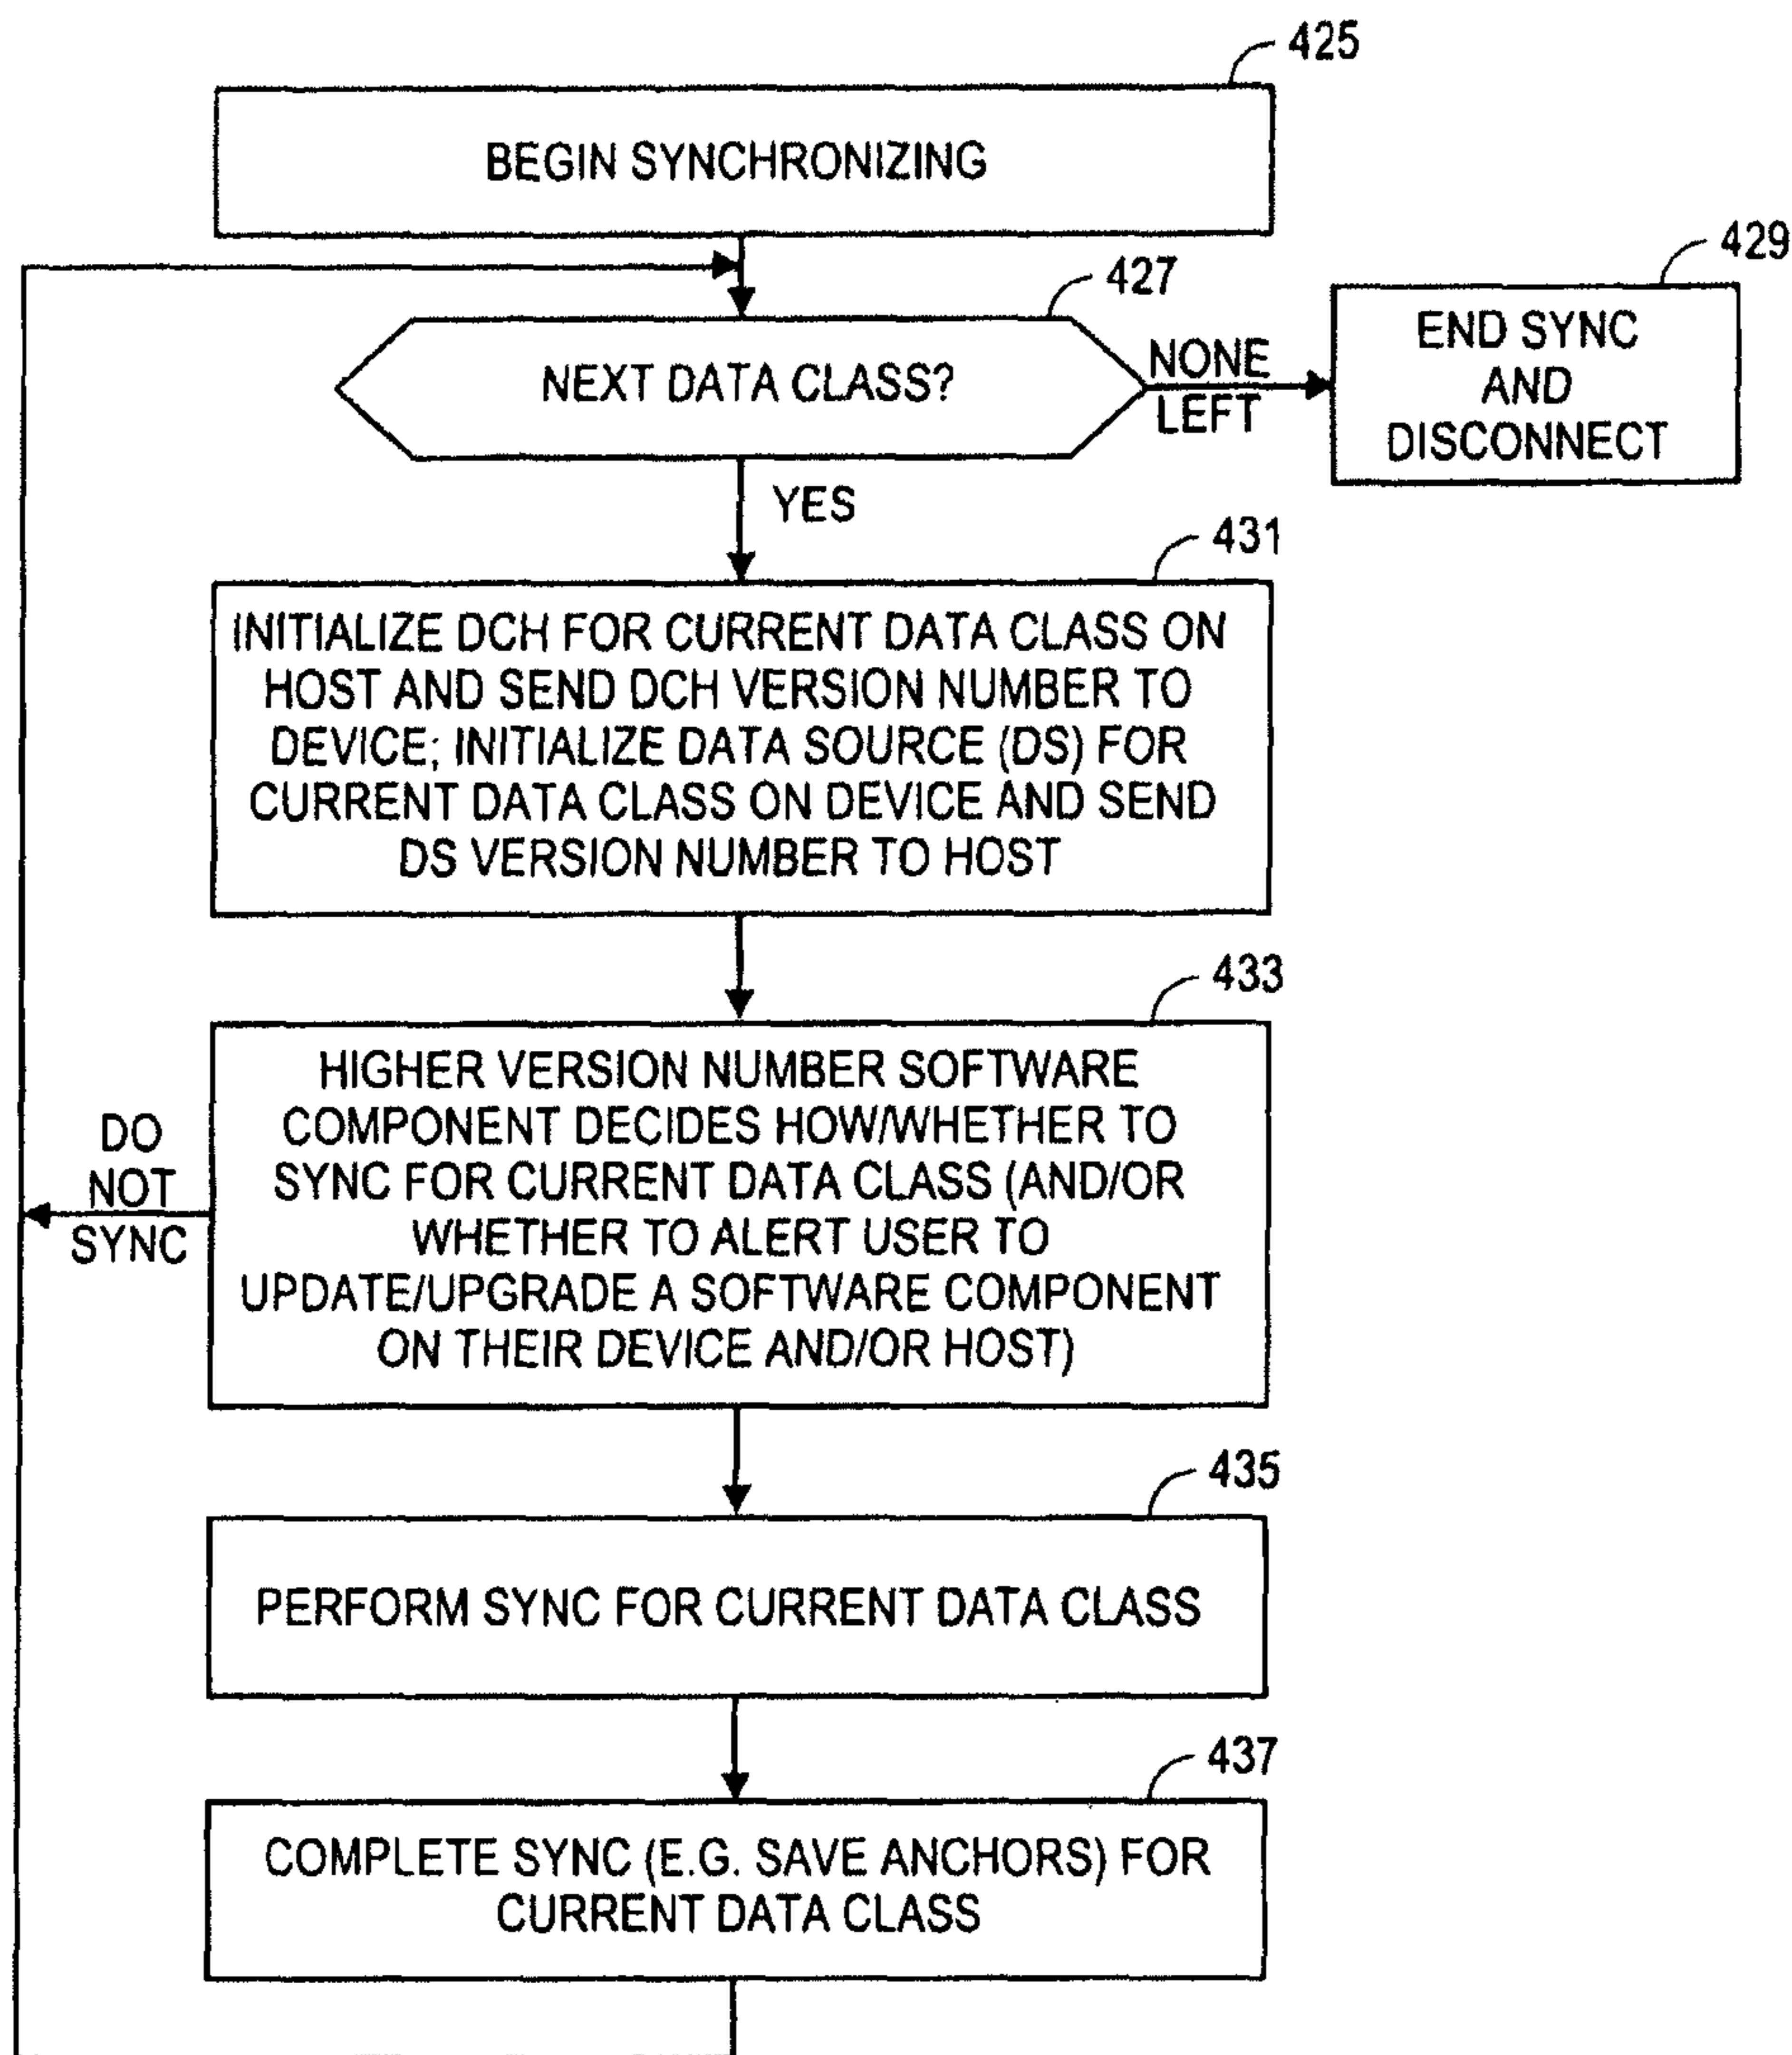 425
BEGIN SYNCHRONIZING
427
NEXT DATA CLASS?
NONE
LEFT
429
END SYNC
AND
DISCONNECT
YES
431
INITIALIZE DCH FOR CURRENT DATA CLASS ON
HOST AND SEND DCH VERSION NUMBER TO
DEVICE; INITIALIZE DATA SOURCE (DS) FOR
CURRENT DATA CLASS ON DEVICE AND SEND
DS VERSION NUMBER TO HOST
433
HIGHER VERSION NUMBER SOFTWARE
COMPONENT DECIDES HOW/WHETHER TO
SYNC FOR CURRENT DATA CLASS (AND/OR
WHETHER TO ALERT USER TO
UPDATE/UPGRADE A SOFTWARE COMPONENT
ON THEIR DEVICE AND/OR HOST)
DO
NOT
SYNC
435
PERFORM SYNC FOR CURRENT DATA CLASS
437
COMPLETE SYNC (E.G. SAVE ANCHORS) FOR
CURRENT DATA CLASS